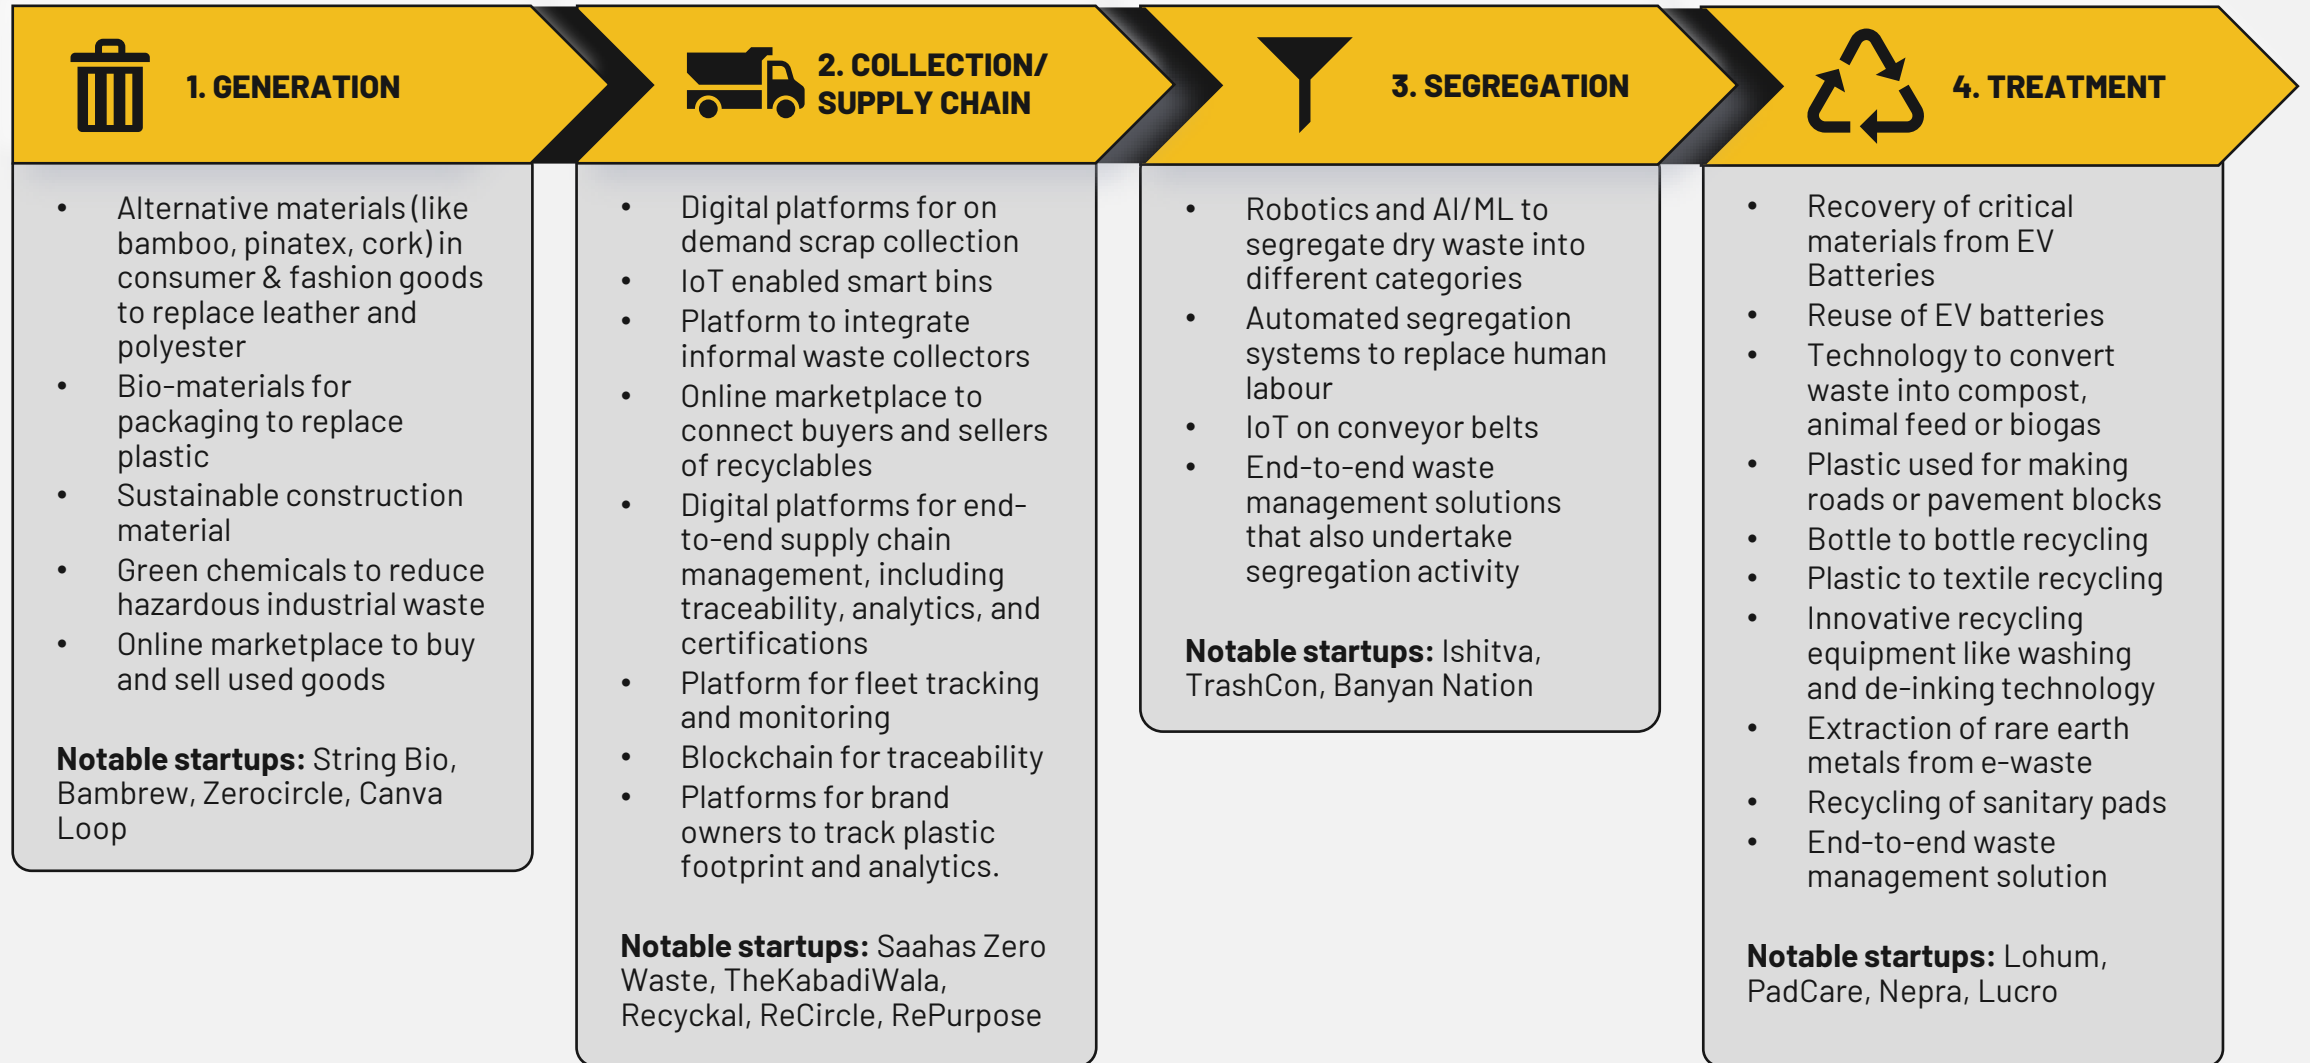 1. GENERATION
• Alternative materials (like
bamboo, pinatex, cork) in
consumer & fashion goods
to replace leather and
polyester
• Bio-materials for
packaging to replace
plastic
• Sustainable construction
material
• Green chemicals to reduce
hazardous industrial waste
• Online marketplace to buy
and sell used goods
Notable startups: String Bio,
Bambrew, Zerocircle, Canva
Loop
2. COLLECTION/
SUPPLY CHAIN
• Digital platforms for on
demand scrap collection
• IoT enabled smart bins
• Platform to integrate
informal waste collectors
• Online marketplace to
connect buyers and sellers
of recyclables
• Digital platforms for end-
to-end supply chain
management, including
traceability, analytics, and
certifications
• Platform for fleet tracking
and monitoring
• Blockchain for traceability
• Platforms for brand
owners to track plastic
footprint and analytics.
Notable startups: Saahas Zero
Waste, TheKabadiWala,
Recyckal, ReCircle, RePurpose
3. SEGREGATION
• Robotics and AI/ML to
segregate dry waste into
different categories
• Automated segregation
systems to replace human
labour
• IoT on conveyor belts
• End-to-end waste
management solutions
that also undertake
segregation activity
Notable startups: Ishitva,
TrashCon, Banyan Nation
4. TREATMENT
• Recovery of critical
materials from EV
Batteries
• Reuse of EV batteries
• Technology to convert
waste into compost,
animal feed or biogas
• Plastic used for making
roads or pavement blocks
• Bottle to bottle recycling
• Plastic to textile recycling
• Innovative recycling
equipment like washing
and de-inking technology
• Extraction of rare earth
metals from e-waste
• Recycling of sanitary pads
• End-to-end waste
management solution
Notable startups: Lohum,
PadCare, Nepra, Lucro